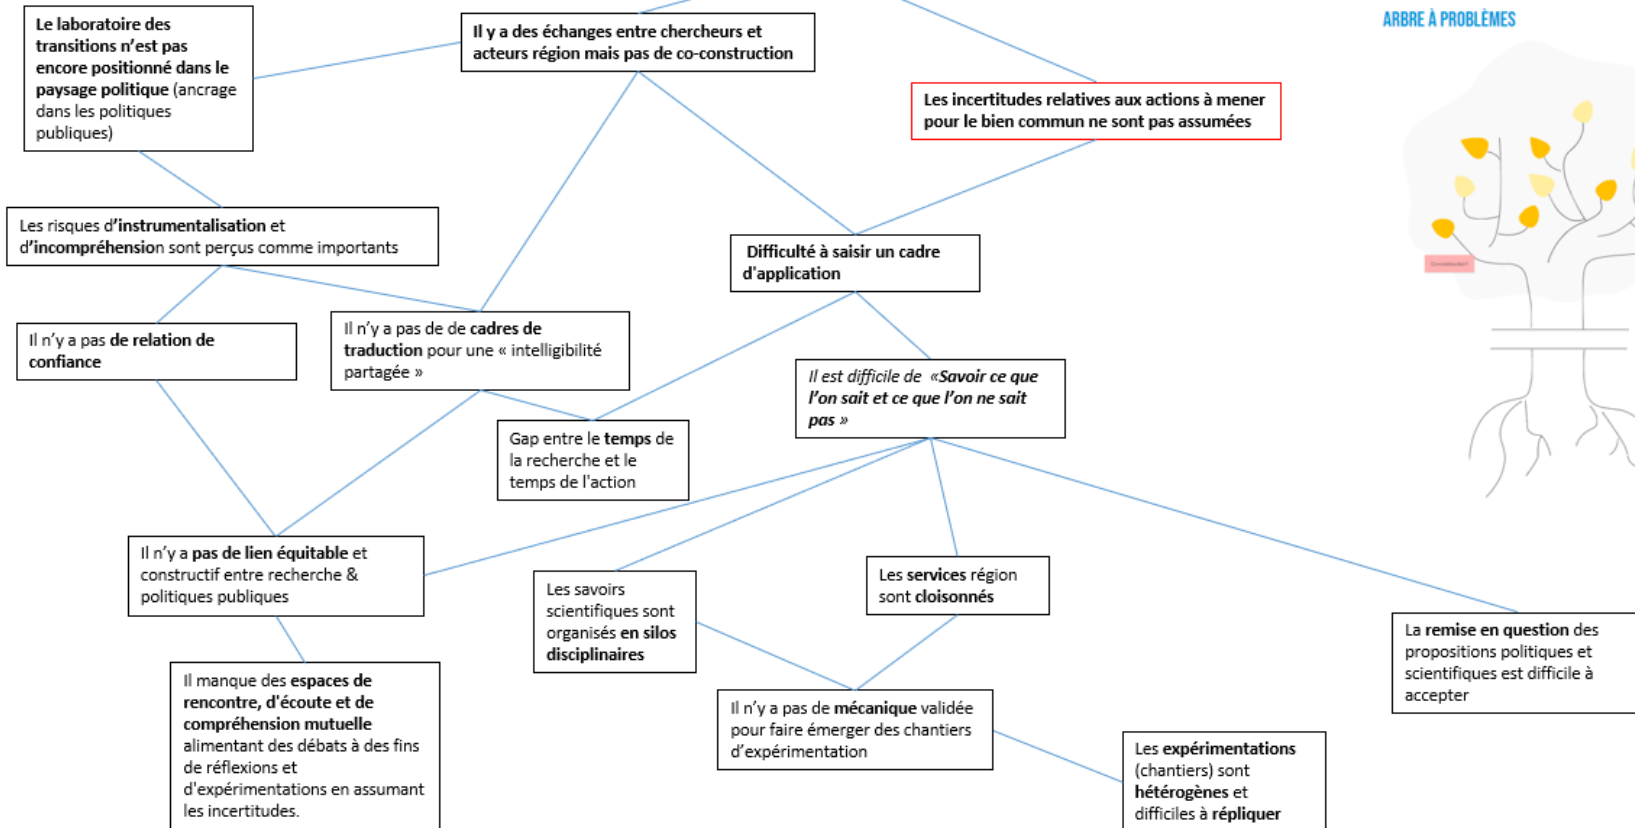 ARBRE À PROBLÈMES
Le laboratoire des
transitions n’est pas
encore positionné dans le
paysage politique (ancrage
dans les politiques
publiques)
Il y a des échanges entre chercheurs et
acteurs région mais pas de co-construction
Les incertitudes relatives aux actions à mener
pour le bien commun ne sont pas assumées
Les risques d’instrumentalisation et
d’incompréhension sont perçus comme importants
Difficulté à saisir un cadre
d'application
Il n’y a pas de relation de
confiance
Il n’y a pas de de cadres de
traduction pour une « intelligibilité
partagée »
Il est difficile de «Savoir ce que
l’on sait et ce que l’on ne sait
pas »
Gap entre le temps de
la recherche et le
temps de l'action
Il n’y a pas de lien équitable et
constructif entre recherche &
politiques publiques
Les savoirs
scientifiques sont
organisés en silos
disciplinaires
Les services région
sont cloisonnés
La remise en question des
propositions politiques et
scientifiques est difficile à
accepter
Il manque des espaces de
rencontre, d'écoute et de
compréhension mutuelle
alimentant des débats à des fins
de réflexions et
d'expérimentations en assumant
les incertitudes.
Il n’y a pas de mécanique validée
pour faire émerger des chantiers
d’expérimentation
Les expérimentations
(chantiers) sont
hétérogènes et
difficiles à répliquer